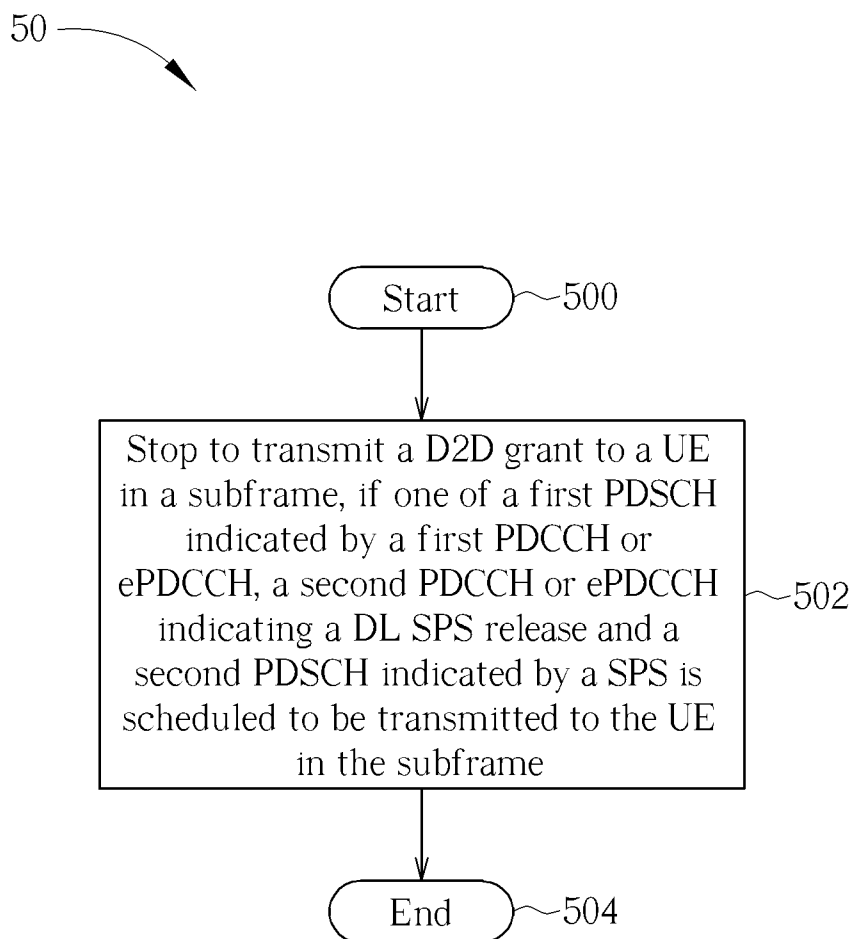 50
Start
500
Stop to transmit a D2D grant to a UE
in a subframe, if one of a first PDSCH
indicated by a first PDCCH or
ePDCCH, a second PDCCH or ePDCCH
indicating a DL SPS release and a
second PDSCH indicated by a SPS is
scheduled to be transmitted to the UE
in the subframe
502
End
504